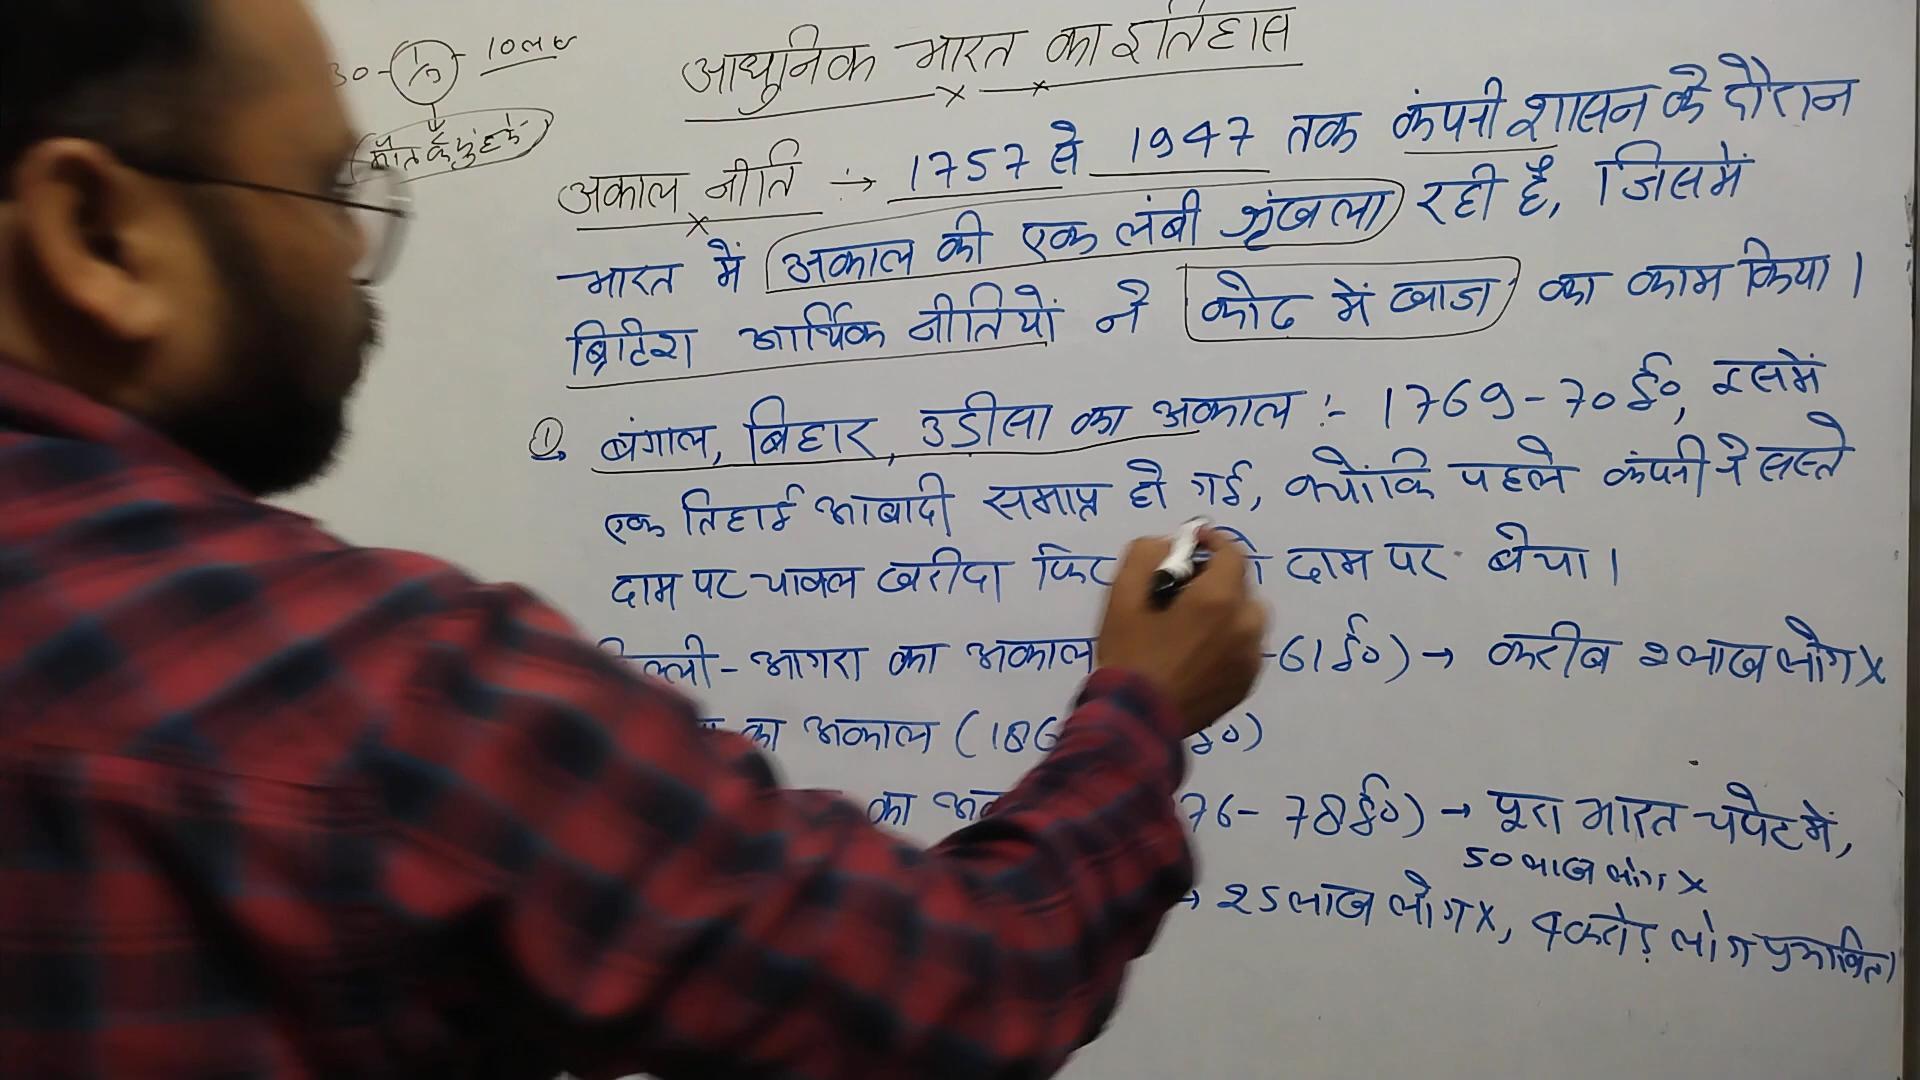 30 - 1/3 - 10 लाख
मौत के मुंह में
आधुनिक भारत का इतिहास
अकाल नीति :→ 1757 से 1947 तक कंपनी शासन के दौरान
भारत में अकाल की एक लंबी श्रृंखला रही है, जिसमें
ब्रिटिश आर्थिक नीतियों ने कोढ में खाज का काम किया।
① बंगाल, बिहार, उड़ीसा का अकाल :- 1769-70 ई०, इसमें
एक तिहाई आबादी समाप्त हो गई, क्योंकि पहले कंपनी ने सस्ते
दाम पर चावल खरीदा फिर दाम पर बेचा।
दिल्ली-आगरा का अकाल -61 ई०) → करीब 2 लाख लोग X
का अकाल (186 ई०)
का 76-78 ई०) → पूरा भारत चपेट में,
50 लाख लोग X
→ 25 लाख लोग X, 4 करोड़ लोग प्रभावित।